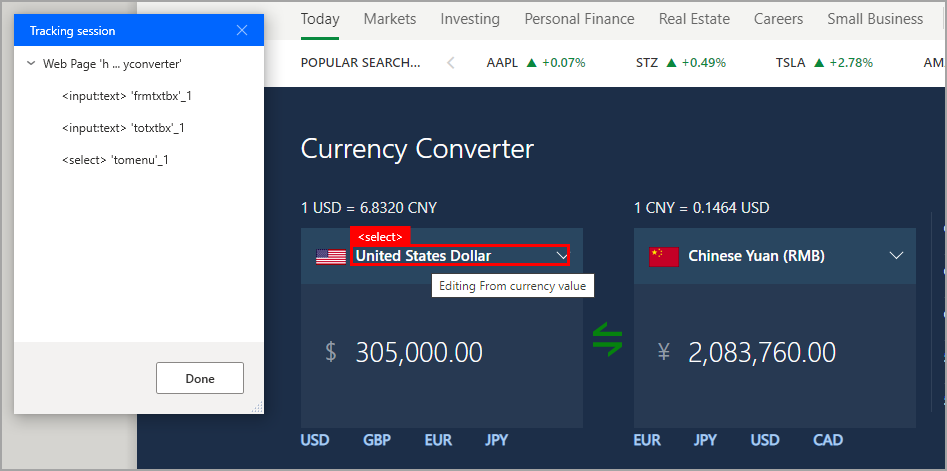 Tracking session
Web Page 'h ... yconverter'
<input:text> 'frmtxtbx'_1
<input:text> 'totxtbx'_1
<select> 'tomenu'_1
Done
Today Markets Investing Personal Finance Real Estate Careers Small Business
POPULAR SEARCH... AAPL ▲ +0.07% STZ ▲ +0.49% TSLA ▲ +2.78% AM
Currency Converter
1 USD = 6.8320 CNY
<select>
United States Dollar
Editing From currency value
$ 305,000.00
USD GBP EUR JPY
1 CNY = 0.1464 USD
Chinese Yuan (RMB)
¥ 2,083,760.00
EUR JPY USD CAD